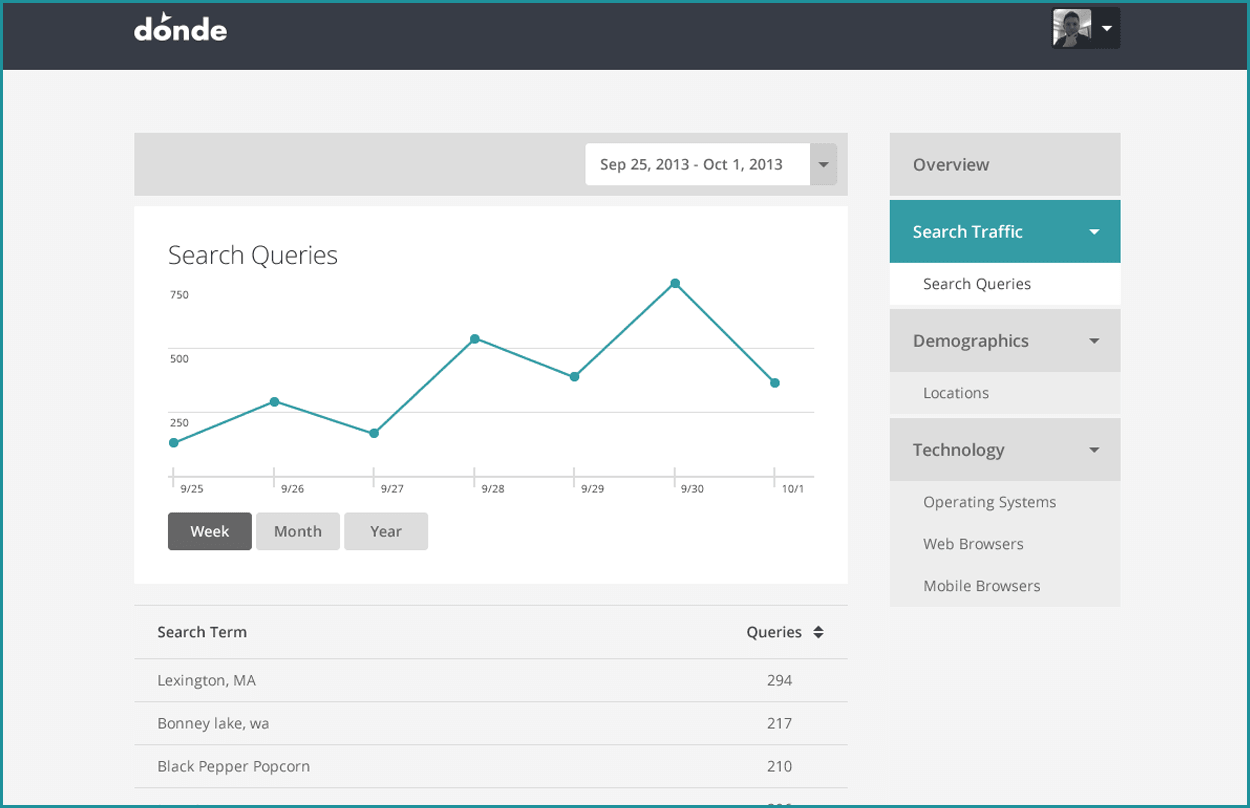 dónde
Sep 25, 2013 - Oct 1, 2013
Search Queries
750
500
250
9/25 9/26 9/27 9/28 9/29 9/30 10/1
Week Month Year
Search Term Queries
Lexington, MA 294
Bonney lake, wa 217
Black Pepper Popcorn 210
Overview
Search Traffic
Search Queries
Demographics
Locations
Technology
Operating Systems
Web Browsers
Mobile Browsers